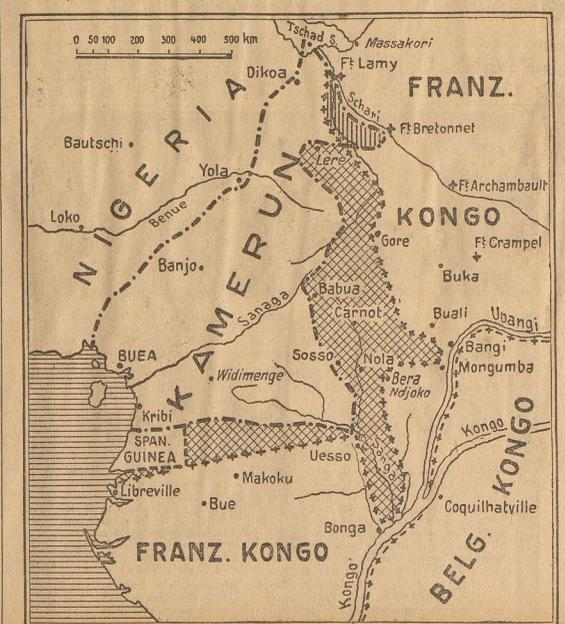 0 50 100 200 300 400 500 km
Tschad S.
Massakori
Dikoa
Ft. Lamy
FRANZ.
Schari
Ft. Bretonnet
Bautschi
NIGERIA
Lere
Yola
Ft. Archambault
Benue
Loko
KONGO
Gore
Ft. Crampel
Banjo
Buka
KAMERUN
Babua
Sanaga
Carnot
Buali
Ubangi
BUEA
Sosso
Nola
Bangi
Widimenge
Bera
Ndjoko
Mongumba
Kribi
Kongo
SPAN.
GUINEA
Uesso
Sanga
Makoku
Libreville
Bue
Coquilhatville
Bonga
FRANZ. KONGO
Kongo
BELG. KONGO